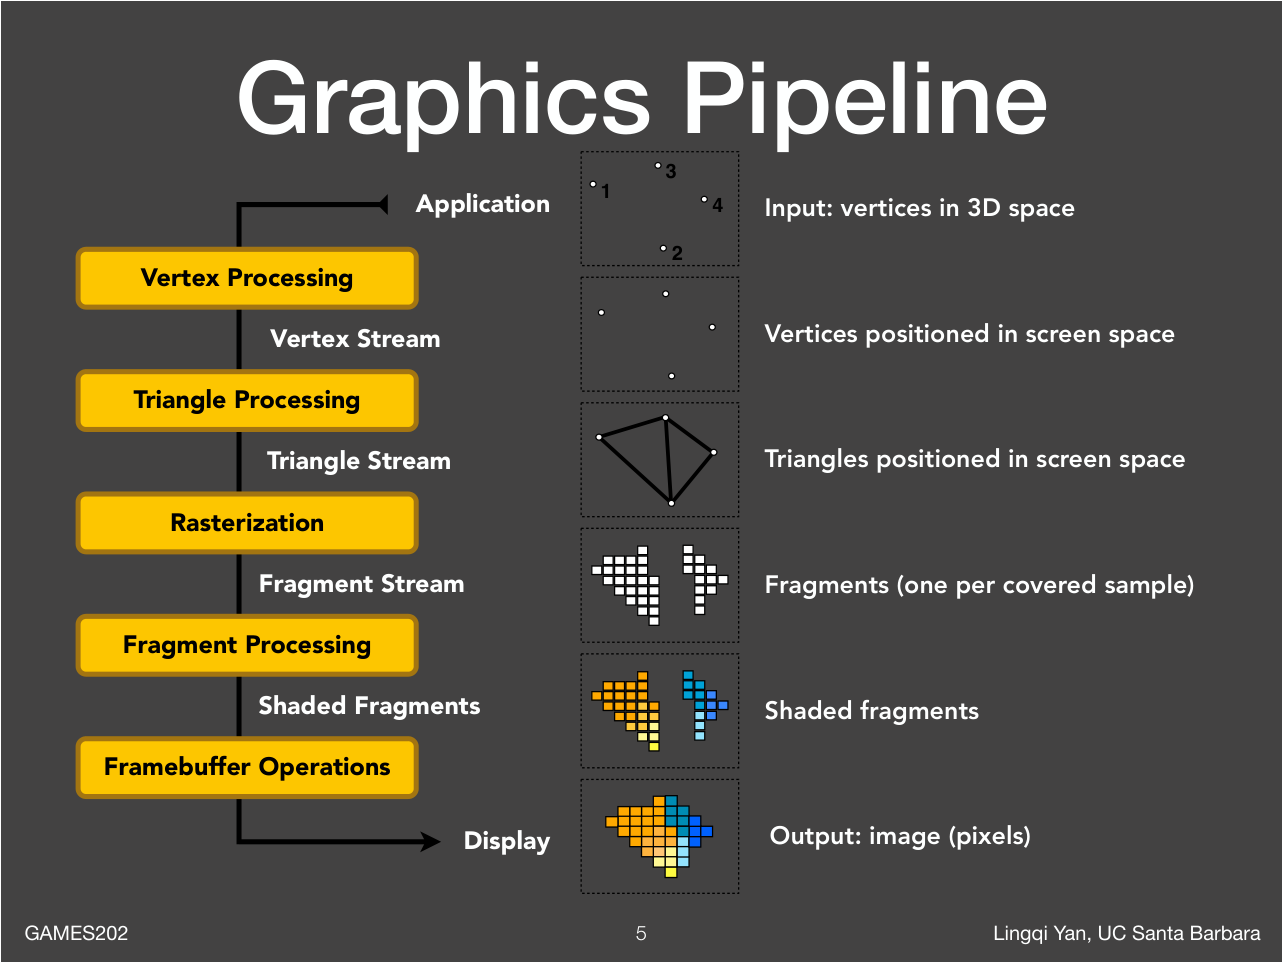 Graphics Pipeline
Application
3
1
4
2
Input: vertices in 3D space
Vertex Processing
Vertex Stream
Vertices positioned in screen space
Triangle Processing
Triangle Stream
Triangles positioned in screen space
Rasterization
Fragment Stream
Fragments (one per covered sample)
Fragment Processing
Shaded Fragments
Shaded fragments
Framebuffer Operations
Display
Output: image (pixels)
GAMES202
5
Lingqi Yan, UC Santa Barbara